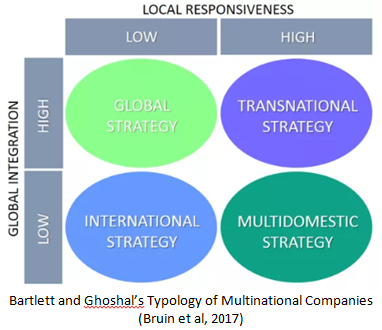 LOCAL RESPONSIVENESS
LOW
HIGH
GLOBAL INTEGRATION
HIGH
GLOBAL
STRATEGY
TRANSNATIONAL
STRATEGY
LOW
INTERNATIONAL
STRATEGY
MULTIDOMESTIC
STRATEGY
Bartlett and Ghoshal's Typology of Multinational Companies
(Bruin et al, 2017)